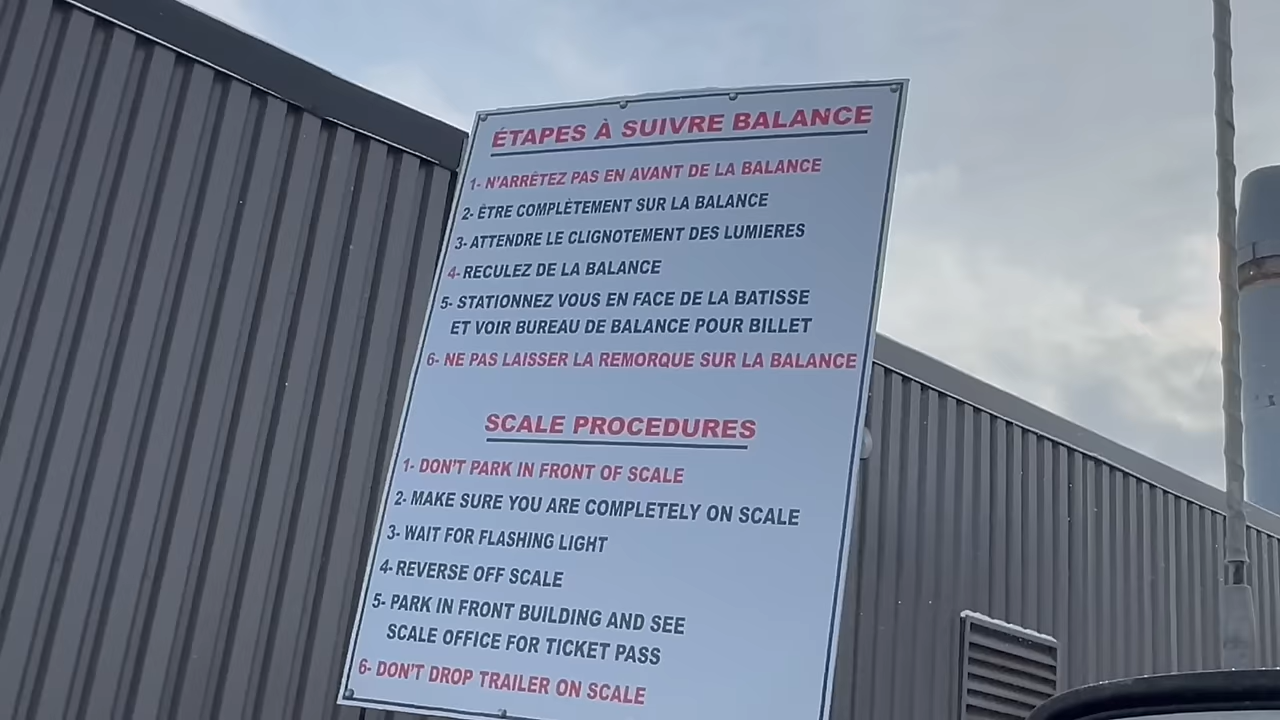 ÉTAPES À SUIVRE BALANCE
1- N'ARRÊTEZ PAS EN AVANT DE LA BALANCE
2- ÊTRE COMPLÈTEMENT SUR LA BALANCE
3- ATTENDRE LE CLIGNOTEMENT DES LUMIERES
4- RECULEZ DE LA BALANCE
5- STATIONNEZ VOUS EN FACE DE LA BATISSE
ET VOIR BUREAU DE BALANCE POUR BILLET
6- NE PAS LAISSER LA REMORQUE SUR LA BALANCE
SCALE PROCEDURES
1- DON'T PARK IN FRONT OF SCALE
2- MAKE SURE YOU ARE COMPLETELY ON SCALE
3- WAIT FOR FLASHING LIGHT
4- REVERSE OFF SCALE
5- PARK IN FRONT BUILDING AND SEE
SCALE OFFICE FOR TICKET PASS
6- DON'T DROP TRAILER ON SCALE